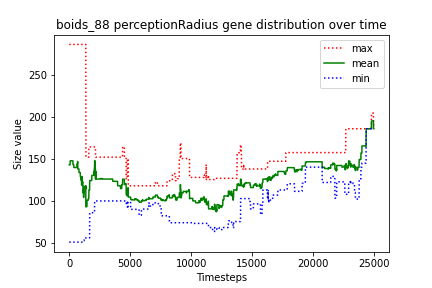 boids_88 perceptionRadius gene distribution over time
max
mean
min
Size value
250
200
150
100
50
0
5000
10000
15000
20000
25000
Timesteps